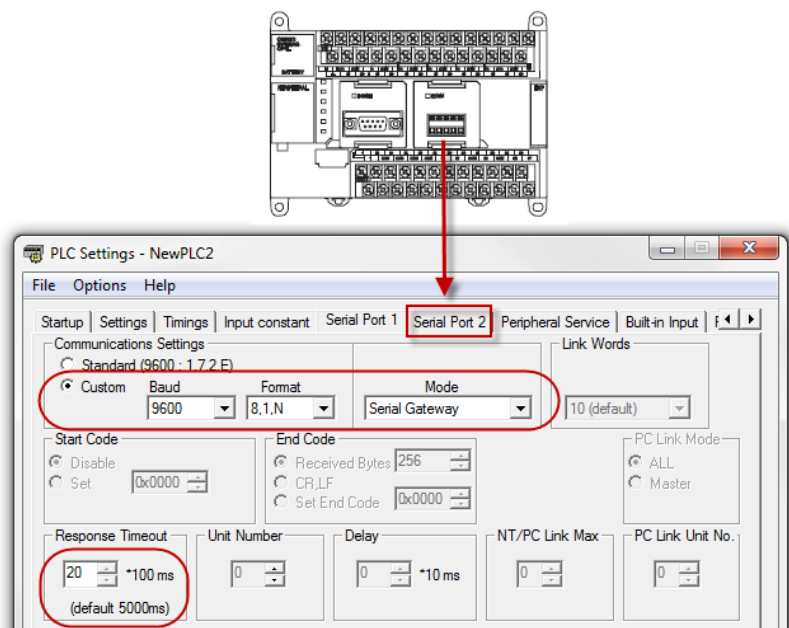 BATTERY
PERIPHERAL
EXP
PLC Settings - NewPLC2
File Options Help
Startup Settings Timings Input constant Serial Port 1 Serial Port 2 Peripheral Service Built-in Input
Communications Settings Link Words
Standard (9600 ; 1,7,2,E)
Custom Baud Format Mode
9600 8,1,N Serial Gateway 10 (default)
Start Code End Code PC Link Mode
Disable Received Bytes 256 ALL
Set 0x0000 CR,LF Master
Set End Code 0x0000
Response Timeout Unit Number Delay NT/PC Link Max PC Link Unit No.
20 *100 ms 0 0 *10 ms 0 0
(default 5000ms)